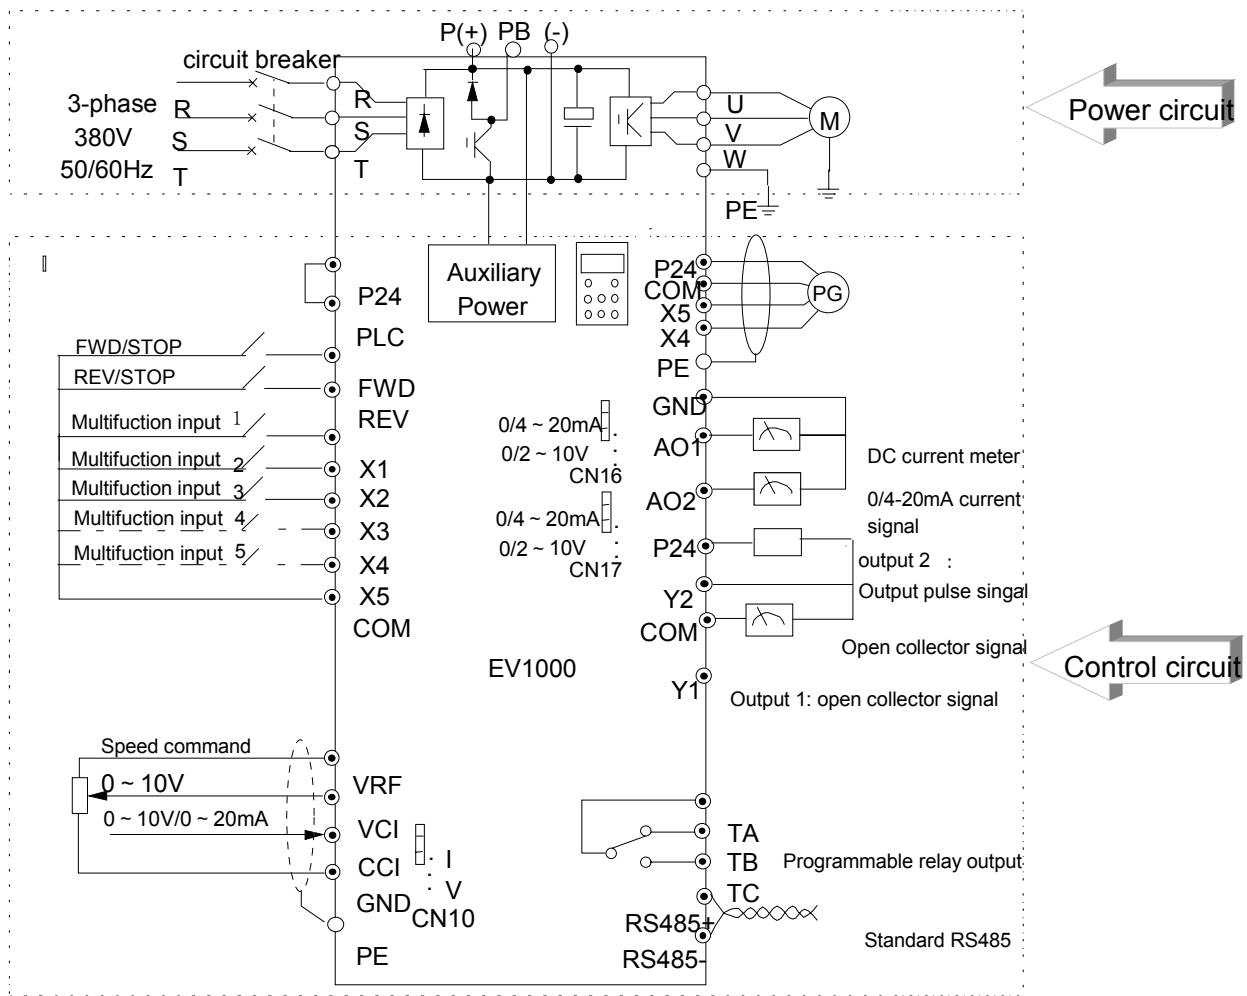 P(+) PB (-)
circuit breaker
3-phase
380V
50/60Hz
R
S
T
R
S
T
U
V
W
PE
M
Power circuit
Auxiliary
Power
P24
PLC
FWD
REV
X1
X2
X3
X4
X5
COM
FWD/STOP
REV/STOP
Multifuction input 1
Multifuction input 2
Multifuction input 3
Multifuction input 4
Multifuction input 5
0/4 ~ 20mA
0/2 ~ 10V
CN16
0/4 ~ 20mA
0/2 ~ 10V
CN17
EV1000
P24
COM
X5
X4
PE
PG
GND
AO1
AO2
P24
Y2
COM
Y1
DC current meter
0/4-20mA current
signal
output 2 :
Output pulse singal
Open collector signal
Output 1: open collector signal
Control circuit
Speed command
0 ~ 10V
0 ~ 10V/0 ~ 20mA
VRF
VCI
CCI
GND
PE
I
V
CN10
TA
TB
TC
Programmable relay output
RS485+
RS485-
Standard RS485